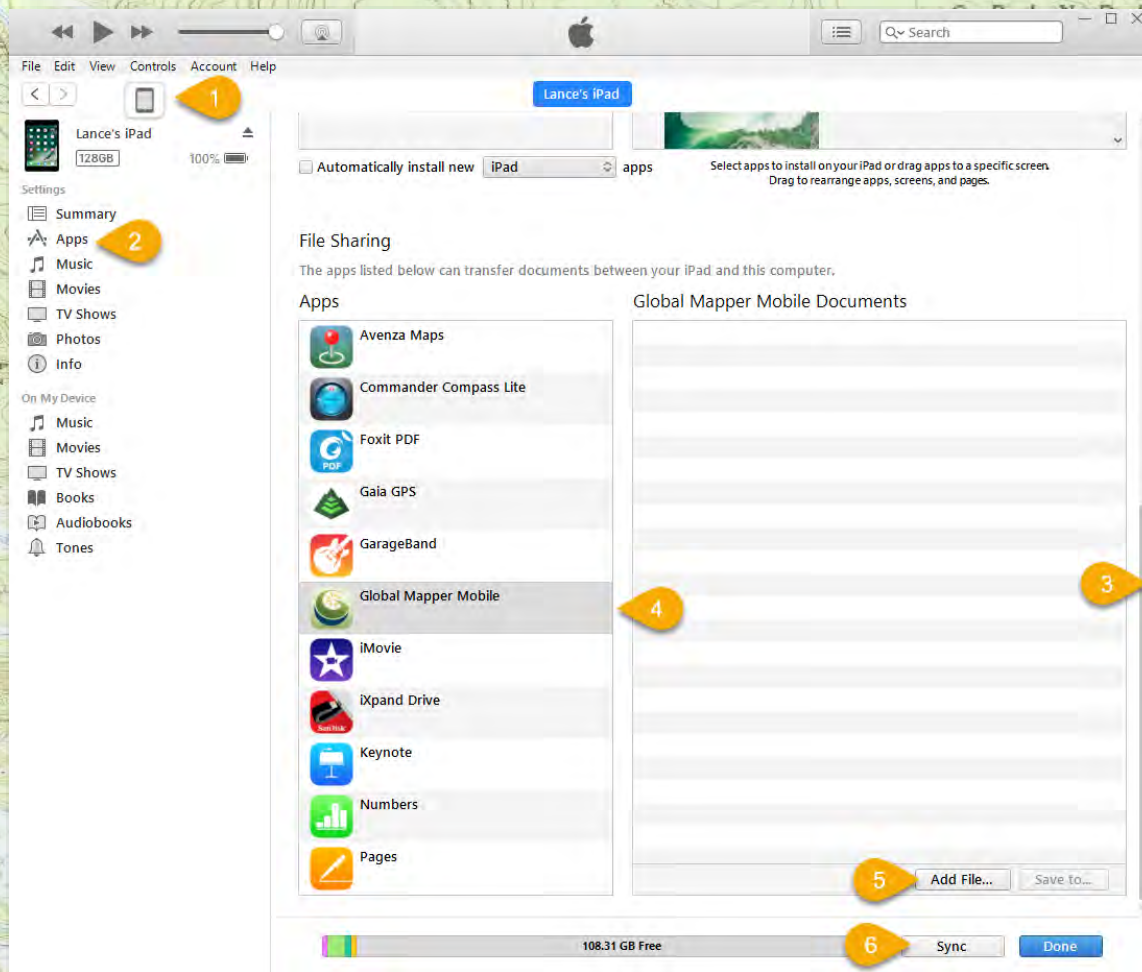 Search
File Edit View Controls Account Help
1
Lance's iPad
Lance's iPad
128GB 100%
Settings
Summary
Apps
2
Music
Movies
TV Shows
Photos
Info
On My Device
Music
Movies
TV Shows
Books
Audiobooks
Tones
Automatically install new iPad apps
Select apps to install on your iPad or drag apps to a specific screen.
Drag to rearrange apps, screens, and pages.
File Sharing
The apps listed below can transfer documents between your iPad and this computer.
Apps
Avenza Maps
Commander Compass Lite
PDF
Foxit PDF
Gaia GPS
GarageBand
Global Mapper Mobile
iMovie
SanDisk
iXpand Drive
Keynote
Numbers
Pages
4
Global Mapper Mobile Documents
3
5
Add File... Save to...
108.31 GB Free
6
Sync Done